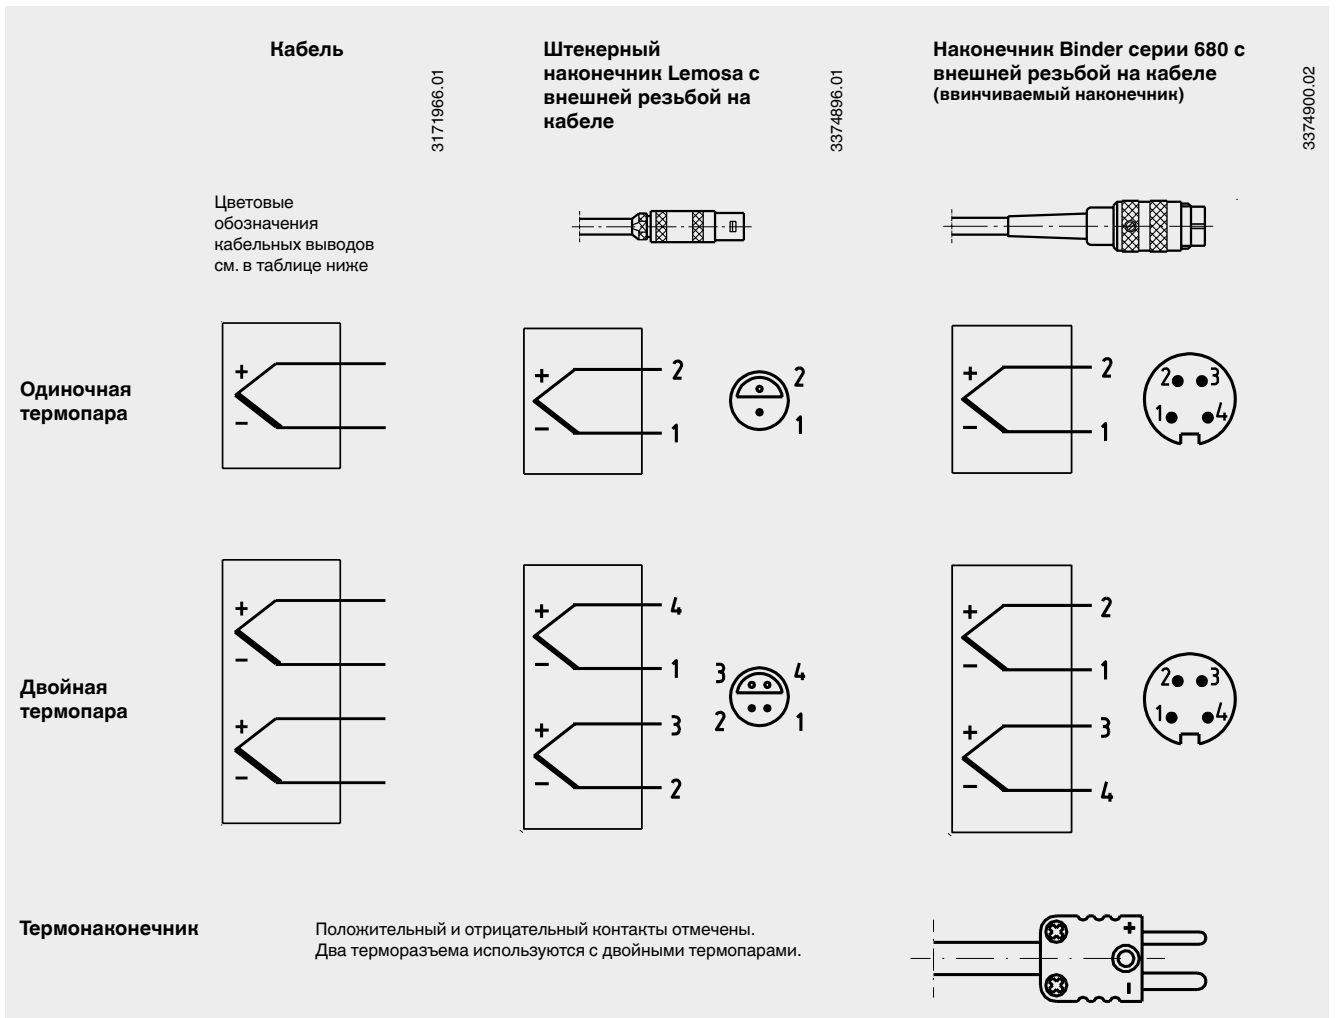 Кабель
3171966.01
Штекерный
наконечник Lemosa с
внешней резьбой на
кабеле
3374896.01
Наконечник Binder серии 680 с
внешней резьбой на кабеле
(ввинчиваемый наконечник)
3374900.02
Цветовые
обозначения
кабельных выводов
см. в таблице ниже
Одиночная
термопара
+
−
+
−
2
1
2
1
+
−
2
1
2 3
1 4
Двойная
термопара
+
−
+
−
+
−
+
−
4
1
3
2
3 4
2 1
+
−
+
−
2
1
3
4
2 3
1 4
Термонаконечник
Положительный и отрицательный контакты отмечены.
Два терморазъема используются с двойными термопарами.
+
−